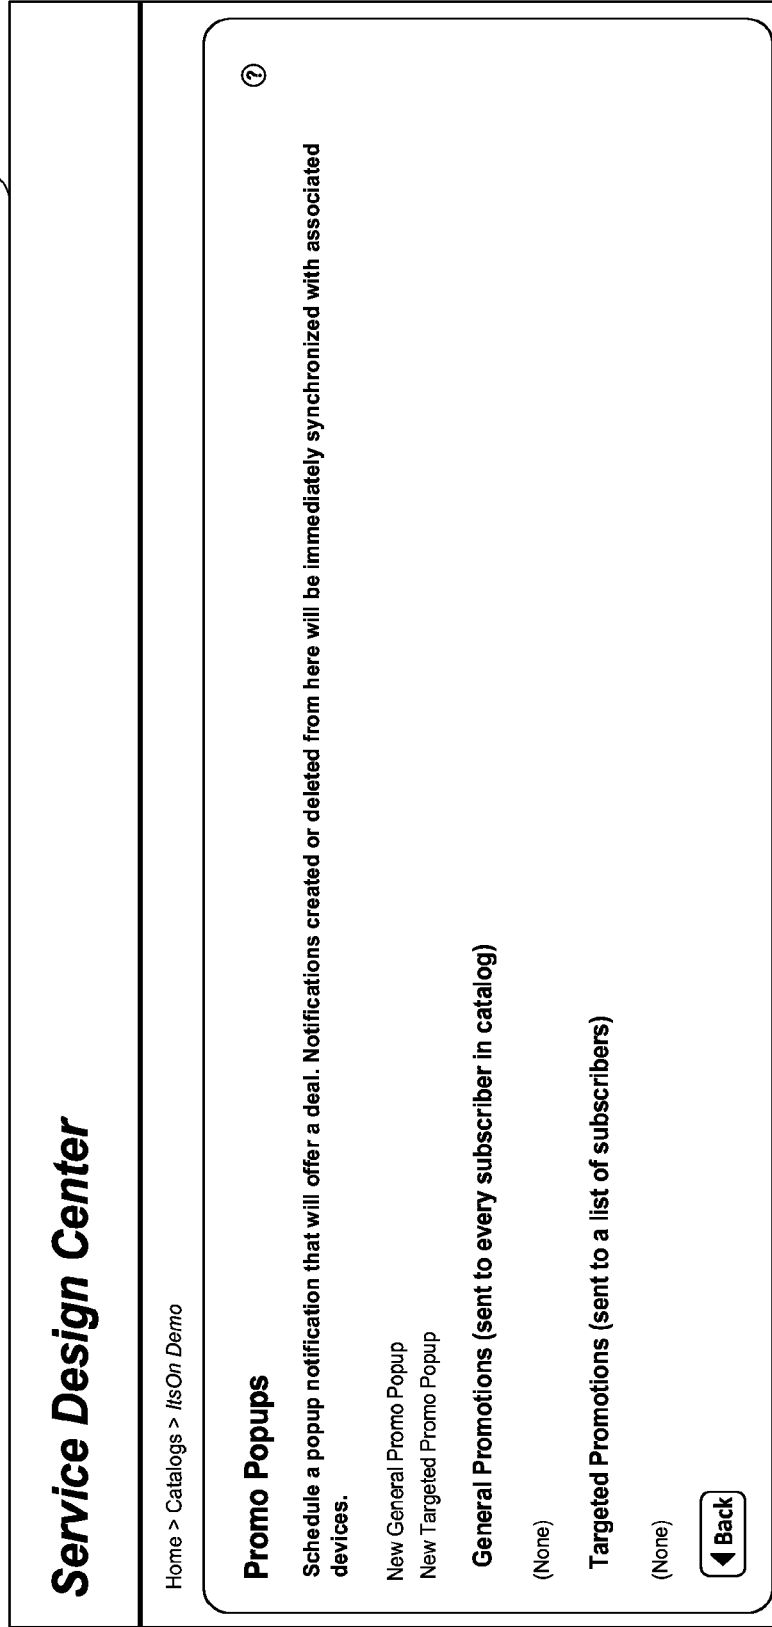 Service Design Center
Home > Catalogs > ItsOn Demo
Promo Popups
?
Schedule a popup notification that will offer a deal. Notifications created or deleted from here will be immediately synchronized with associated
devices.
New General Promo Popup
New Targeted Promo Popup
General Promotions (sent to every subscriber in catalog)
(None)
Targeted Promotions (sent to a list of subscribers)
(None)
Back